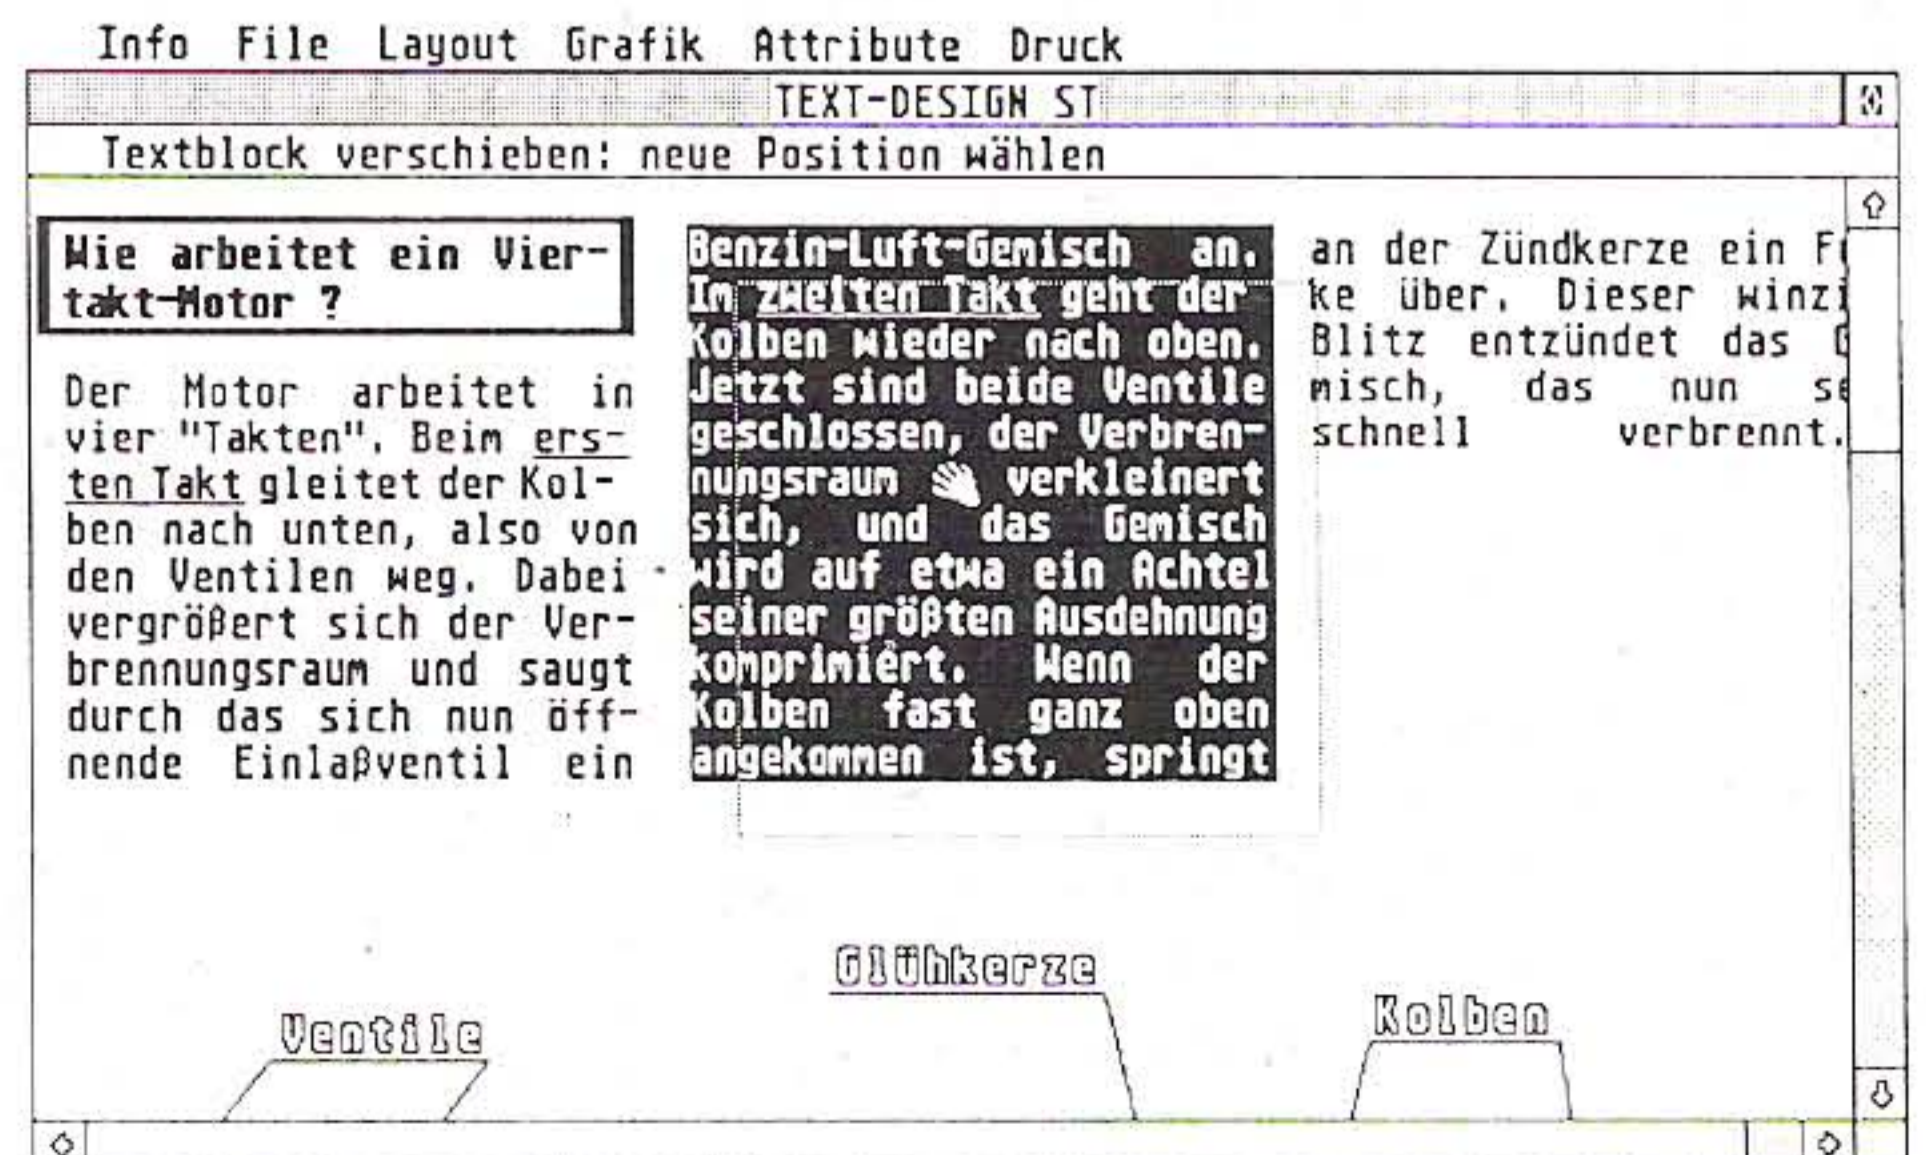 Info File Layout Grafik Attribute Druck
TEXT-DESIGN ST
Textblock verschieben: neue Position wählen
Wie arbeitet ein Vier-
takt-Motor ?
Der Motor arbeitet in
vier "Takten". Beim ers-
ten Takt gleitet der Kol-
ben nach unten, also von
den Ventilen weg. Dabei
vergrößert sich der Ver-
brennungsraum und saugt
durch das sich nun öff-
nende Einlaßventil ein
Benzin-Luft-Gemisch an.
Im zweiten Takt geht der
Kolben wieder nach oben.
Jetzt sind beide Ventile
geschlossen, der Verbren-
nungsraum verkleinert
sich, und das Gemisch
wird auf etwa ein Achtel
seiner größten Ausdehnung
komprimiert. Wenn der
Kolben fast ganz oben
angekommen ist, springt
an der Zündkerze ein
ke über. Dieser winzi
Blitz entzündet das
misch, das nun se
schnell verbrennt.
Glühkerze
Kolben
Ventile